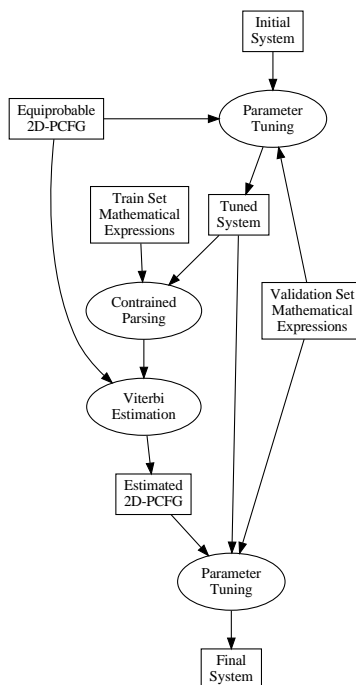 Initial
System
Equiprobable
2D-PCFG
Parameter
Tuning
Train Set
Mathematical
Expressions
Tuned
System
Validation Set
Mathematical
Expressions
Contrained
Parsing
Viterbi
Estimation
Estimated
2D-PCFG
Parameter
Tuning
Final
System